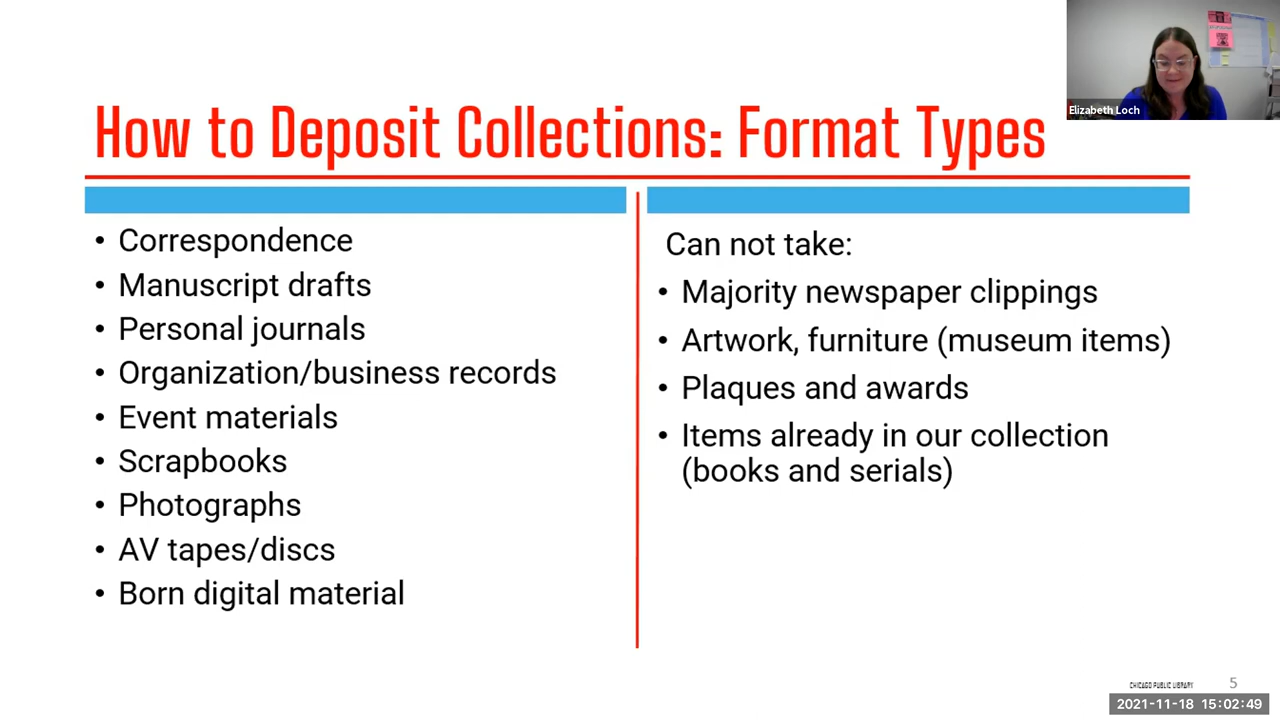 Elizabeth Loch
How to Deposit Collections: Format Types
• Correspondence
• Manuscript drafts
• Personal journals
• Organization/business records
• Event materials
• Scrapbooks
• Photographs
• AV tapes/discs
• Born digital material
Can not take:
• Majority newspaper clippings
• Artwork, furniture (museum items)
• Plaques and awards
• Items already in our collection
(books and serials)
CHICAGO PUBLIC LIBRARY
5
2021-11-18 15:02:49